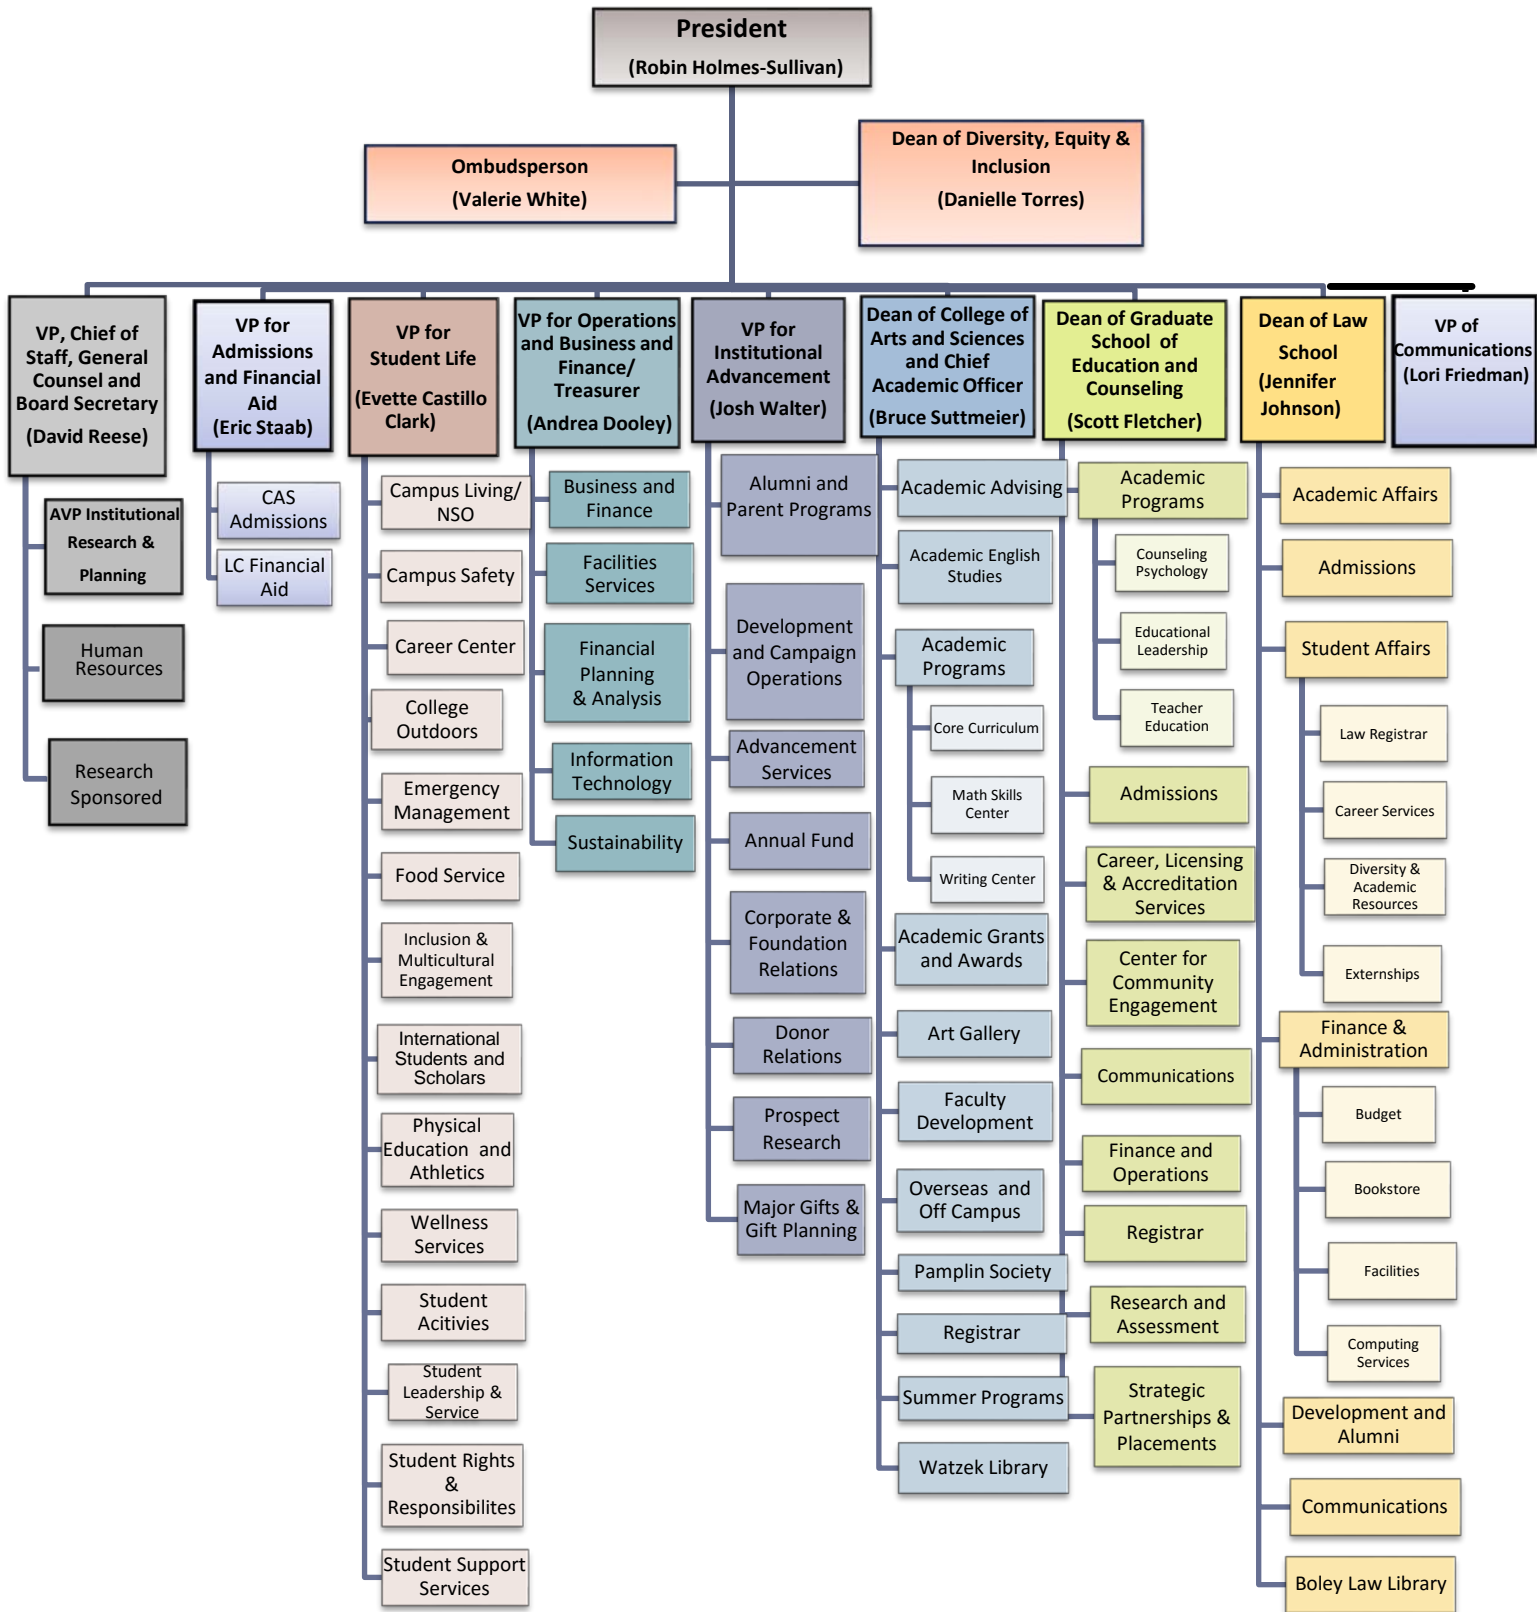 President
(Robin Holmes-Sullivan)
Ombudsperson
(Valerie White)
Dean of Diversity, Equity &
Inclusion
(Danielle Torres)
VP, Chief of
Staff, General
Counsel and
Board Secretary
(David Reese)
AVP Institutional
Research &
Planning
Human
Resources
Research
Sponsored
VP for
Admissions
and Financial
Aid
(Eric Staab)
CAS
Admissions
LC Financial
Aid
VP for
Student Life
(Evette Castillo
Clark)
Campus Living/
NSO
Campus Safety
Career Center
College
Outdoors
Emergency
Management
Food Service
Inclusion &
Multicultural
Engagement
International
Students and
Scholars
Physical
Education and
Athletics
Wellness
Services
Student
Acitivies
Student
Leadership &
Service
Student Rights
&
Responsibilites
Student Support
Services
VP for Operations
and Business and
Finance/
Treasurer
(Andrea Dooley)
Business and
Finance
Facilities
Services
Financial
Planning
& Analysis
Information
Technology
Sustainability
VP for
Institutional
Advancement
(Josh Walter)
Alumni and
Parent Programs
Development
and Campaign
Operations
Advancement
Services
Annual Fund
Corporate &
Foundation
Relations
Donor
Relations
Prospect
Research
Major Gifts &
Gift Planning
Dean of College of
Arts and Sciences
and Chief
Academic Officer
(Bruce Suttmeier)
Academic Advising
Academic English
Studies
Academic
Programs
Core Curriculum
Math Skills
Center
Writing Center
Academic Grants
and Awards
Art Gallery
Faculty
Development
Overseas and
Off Campus
Pamplin Society
Registrar
Summer Programs
Watzek Library
Dean of Graduate
School of
Education and
Counseling
(Scott Fletcher)
Academic
Programs
Counseling
Psychology
Educational
Leadership
Teacher
Education
Admissions
Career, Licensing
& Accreditation
Services
Center for
Community
Engagement
Communications
Finance and
Operations
Registrar
Research and
Assessment
Strategic
Partnerships &
Placements
Dean of Law
School
(Jennifer
Johnson)
Academic Affairs
Admissions
Student Affairs
Law Registrar
Career Services
Diversity &
Academic
Resources
Externships
Finance &
Administration
Budget
Bookstore
Facilities
Computing
Services
Development and
Alumni
Communications
Boley Law Library
VP of
Communications
(Lori Friedman)